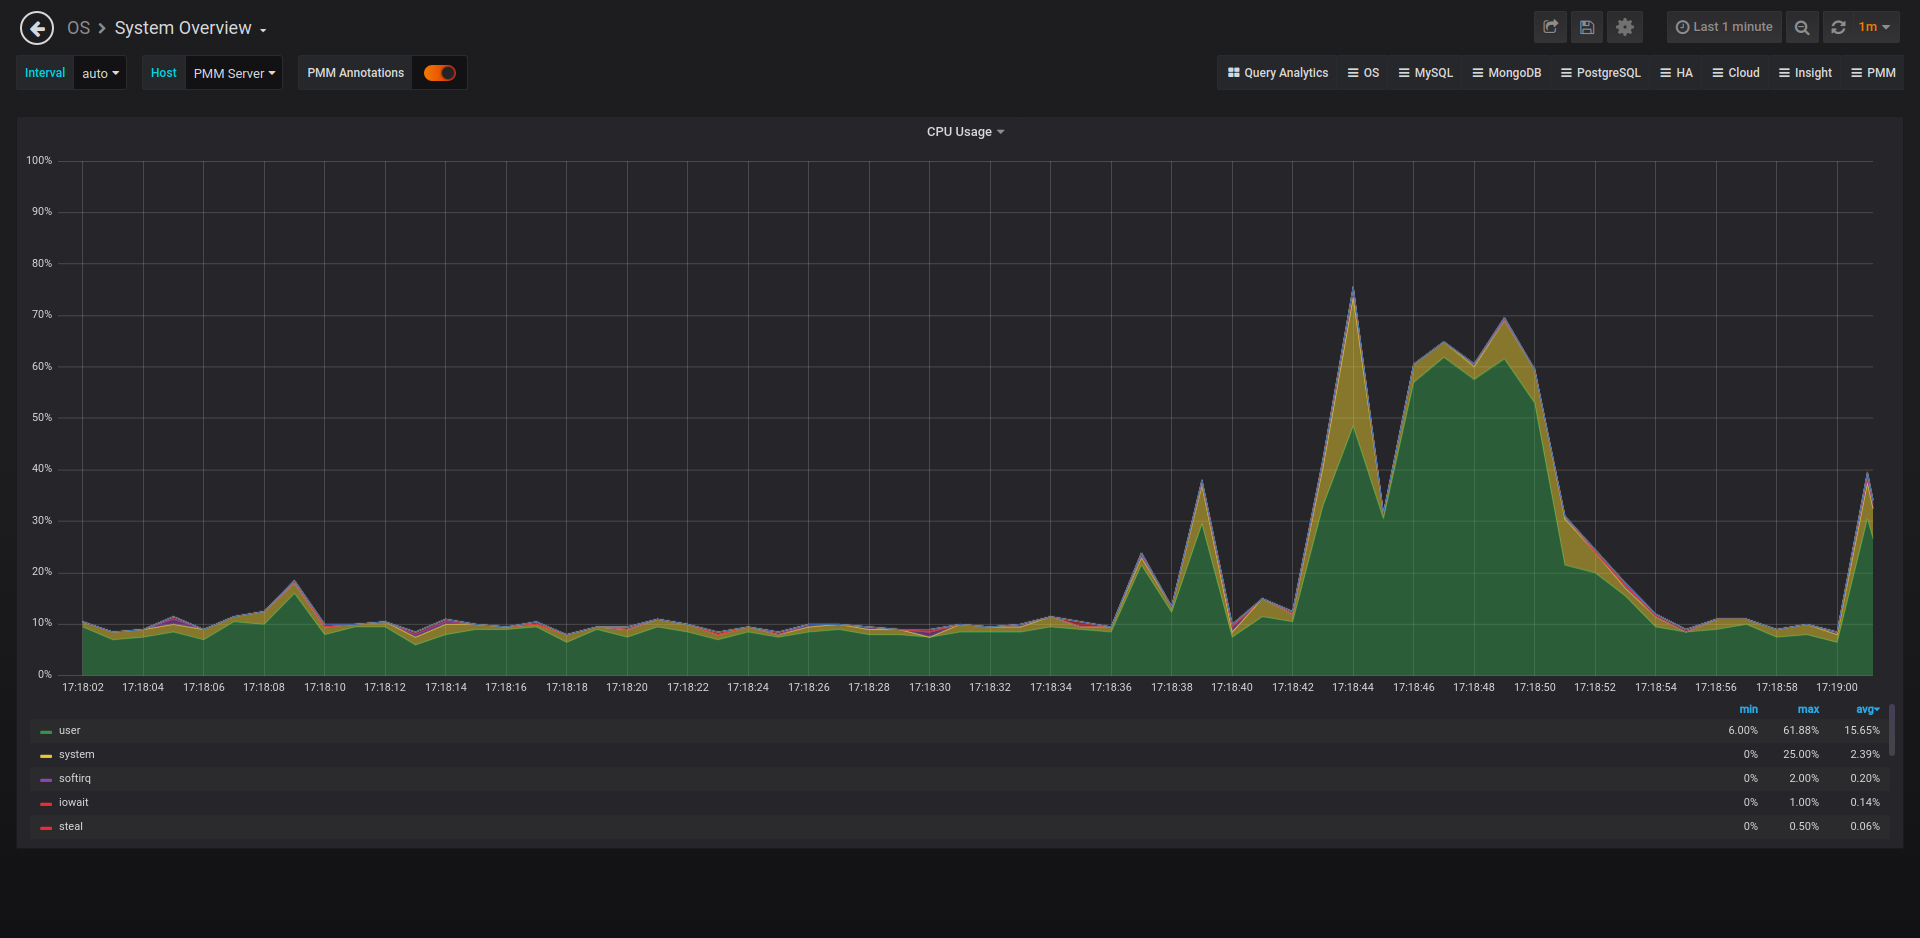 OS > System Overview
Last 1 minute 1m
Interval auto Host PMM Server PMM Annotations
Query Analytics OS MySQL MongoDB PostgreSQL HA Cloud Insight PMM
CPU Usage
100%
90%
80%
70%
60%
50%
40%
30%
20%
10%
0%
17:18:02 17:18:04 17:18:06 17:18:08 17:18:10 17:18:12 17:18:14 17:18:16 17:18:18 17:18:20 17:18:22 17:18:24 17:18:26 17:18:28 17:18:30 17:18:32 17:18:34 17:18:36 17:18:38 17:18:40 17:18:42 17:18:44 17:18:46 17:18:48 17:18:50 17:18:52 17:18:54 17:18:56 17:18:58 17:19:00
min max avg
user 6.00% 61.88% 15.65%
system 0% 25.00% 2.39%
softirq 0% 2.00% 0.20%
iowait 0% 1.00% 0.14%
steal 0% 0.50% 0.06%